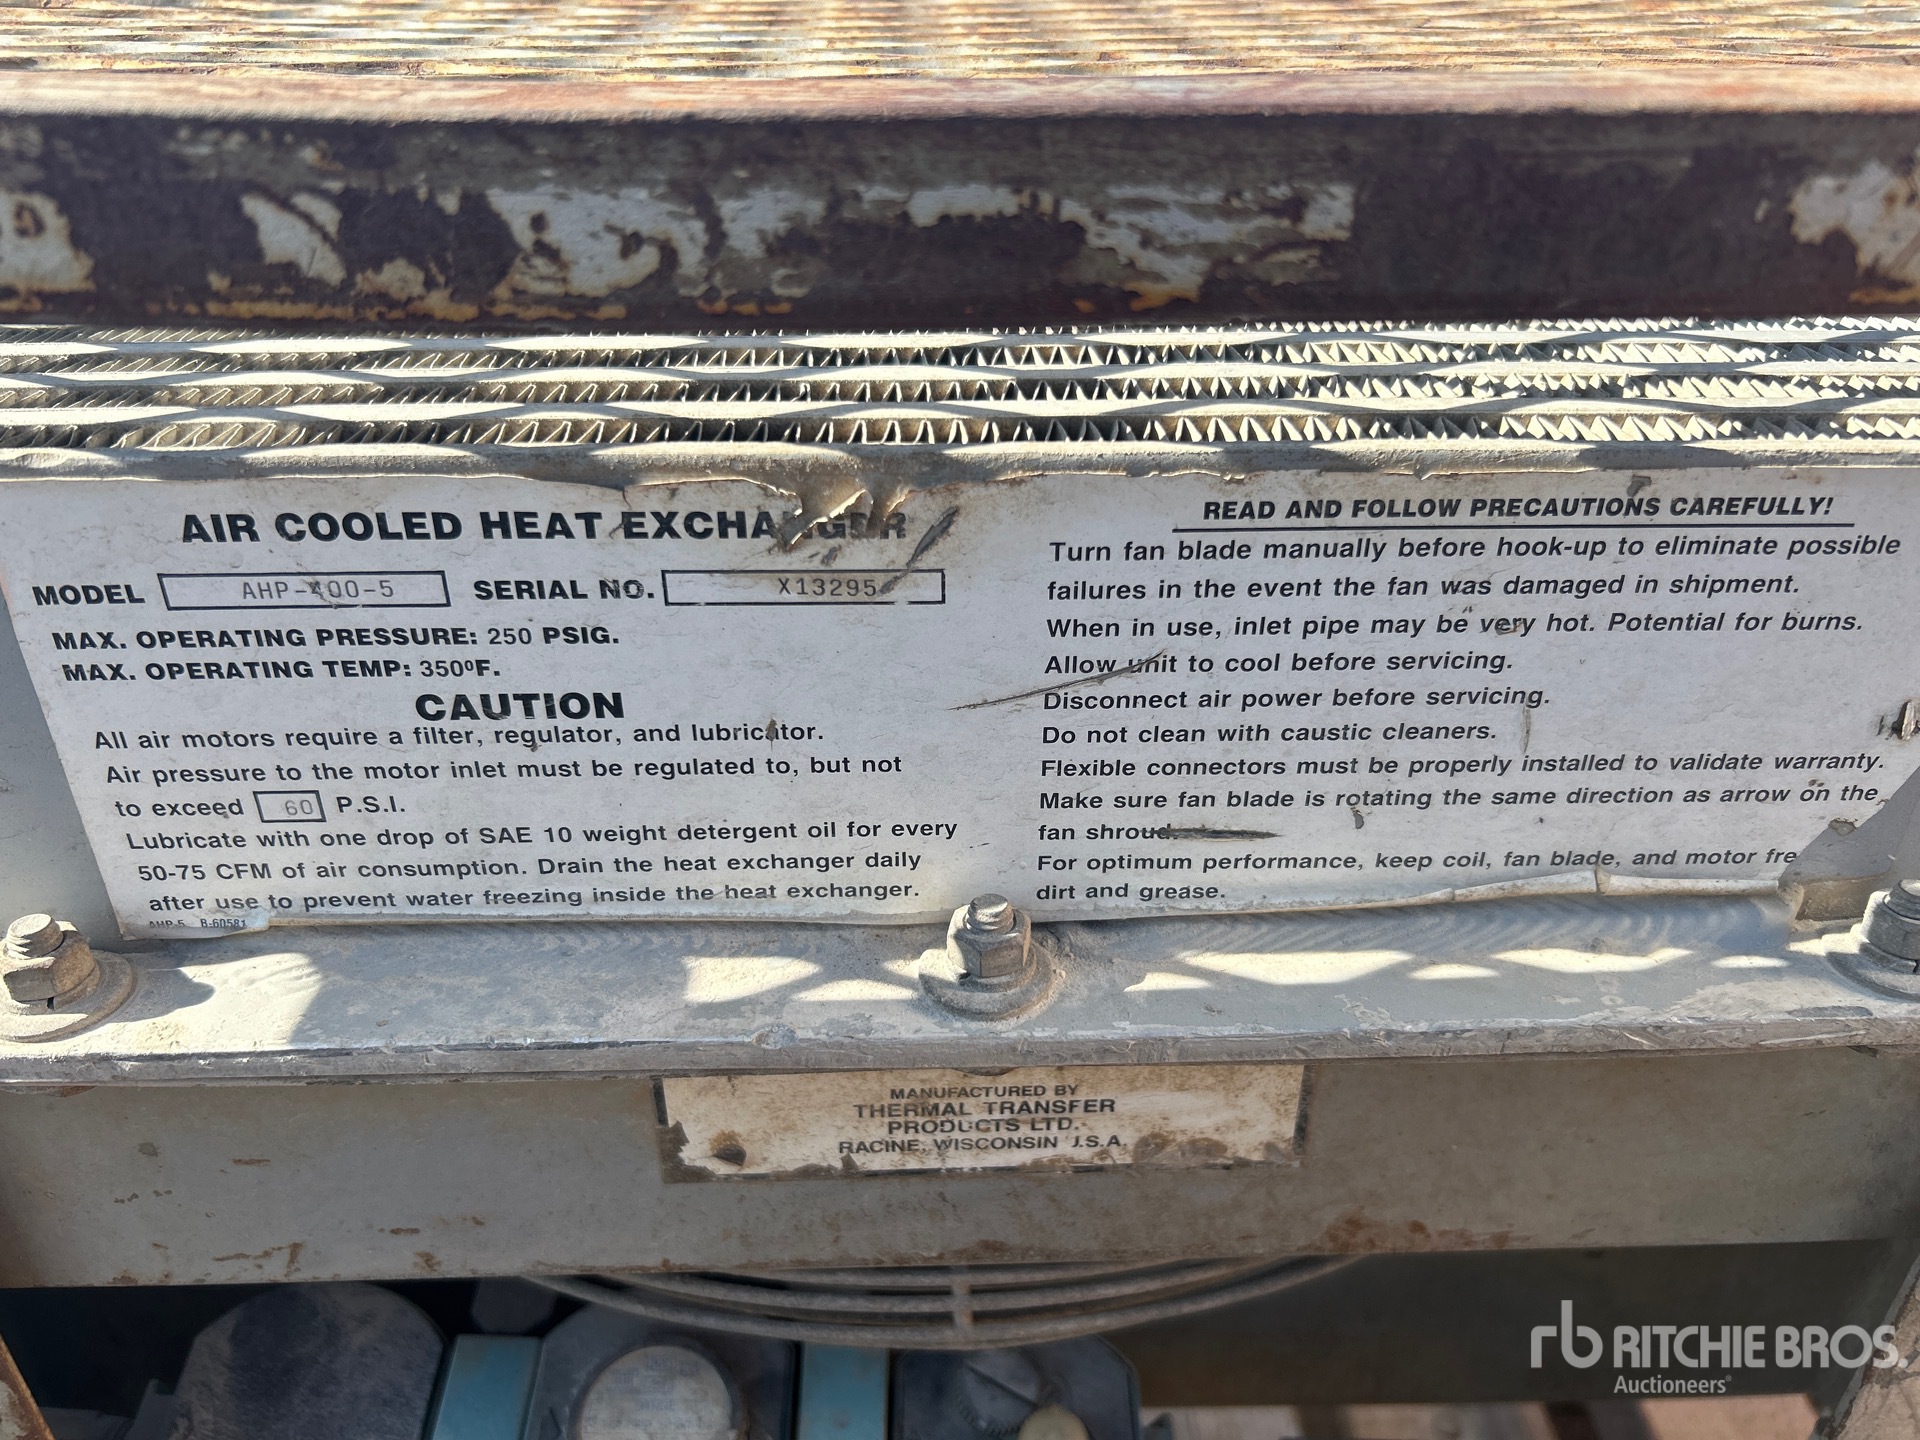 AIR COOLED HEAT EXCHANGER
MODEL AHP-400-5 SERIAL NO. X13295
MAX. OPERATING PRESSURE: 250 PSIG.
MAX. OPERATING TEMP: 350ºF.
CAUTION
All air motors require a filter, regulator, and lubricator.
Air pressure to the motor inlet must be regulated to, but not
to exceed 60 P.S.I.
Lubricate with one drop of SAE 10 weight detergent oil for every
50-75 CFM of air consumption. Drain the heat exchanger daily
after use to prevent water freezing inside the heat exchanger.
AHP-5 B-60581
READ AND FOLLOW PRECAUTIONS CAREFULLY!
Turn fan blade manually before hook-up to eliminate possible
failures in the event the fan was damaged in shipment.
When in use, inlet pipe may be very hot. Potential for burns.
Allow unit to cool before servicing.
Disconnect air power before servicing.
Do not clean with caustic cleaners.
Flexible connectors must be properly installed to validate warranty.
Make sure fan blade is rotating the same direction as arrow on the
fan shroud.
For optimum performance, keep coil, fan blade, and motor fre
dirt and grease.
MANUFACTURED BY
THERMAL TRANSFER
PRODUCTS LTD.
RACINE, WISCONSIN U.S.A.
rb RITCHIE BROS.
Auctioneers®